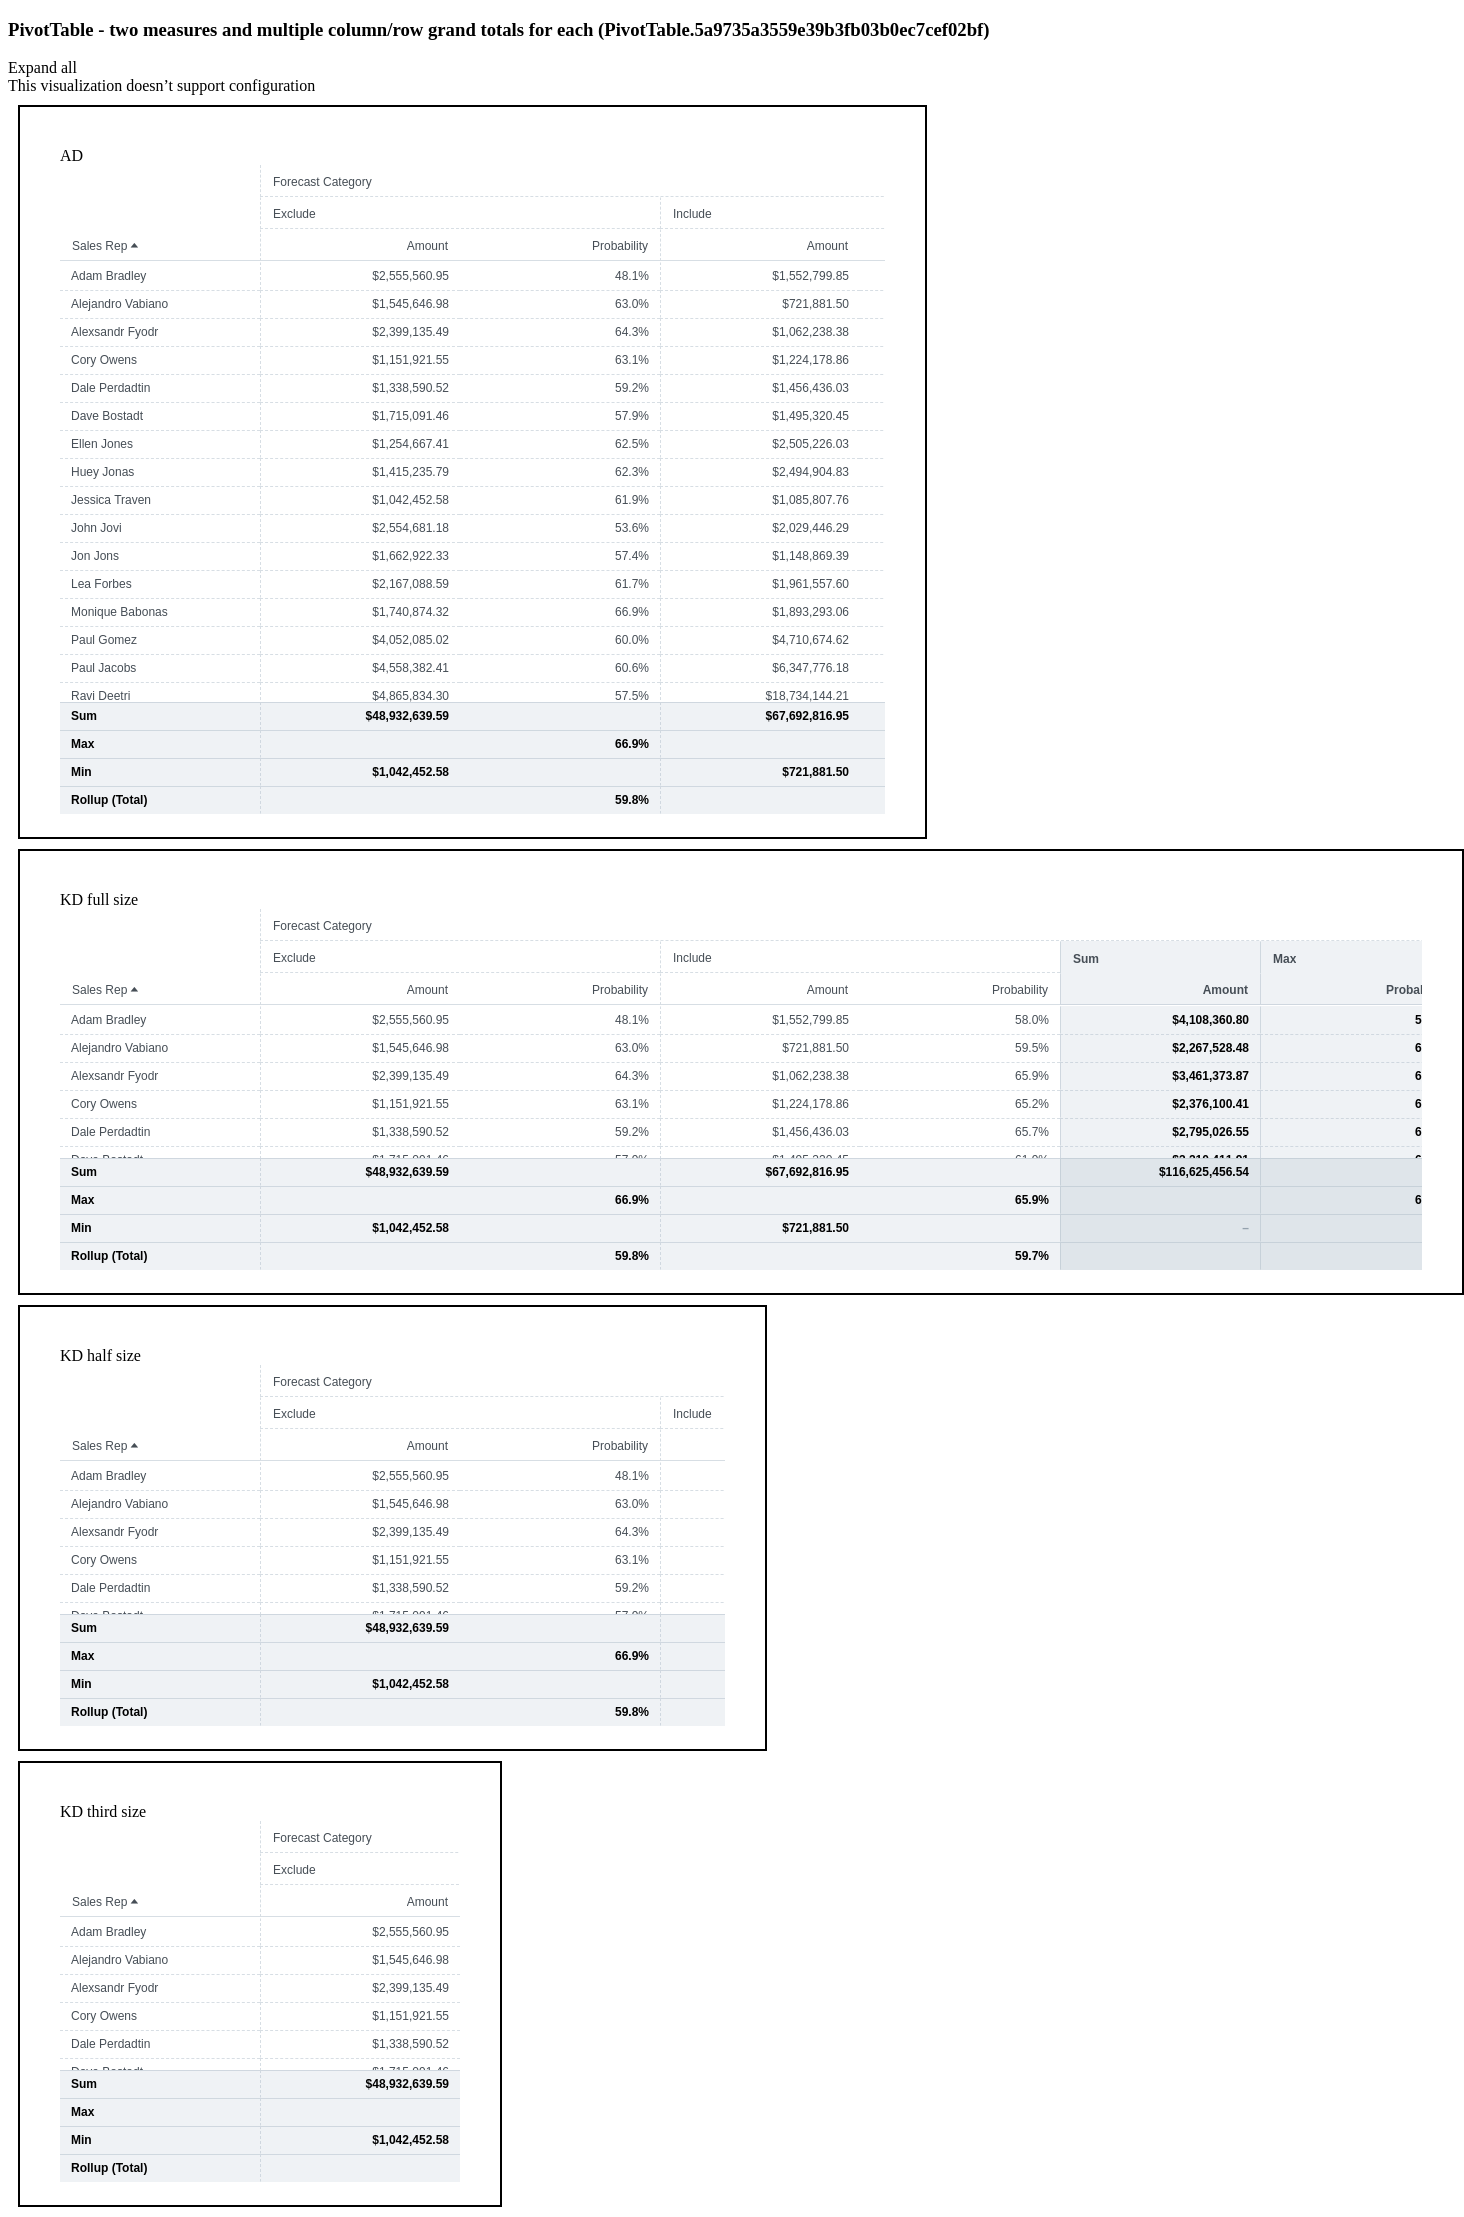 PivotTable - two measures and multiple column/row grand totals for each (PivotTable.5a9735a3559e39b3fb03b0ec7cef02bf)
Expand all
This visualization doesn’t support configuration
AD
Forecast Category
Exclude Include
Sales Rep Amount Probability Amount
Adam Bradley $2,555,560.95 48.1% $1,552,799.85
Alejandro Vabiano $1,545,646.98 63.0% $721,881.50
Alexsandr Fyodr $2,399,135.49 64.3% $1,062,238.38
Cory Owens $1,151,921.55 63.1% $1,224,178.86
Dale Perdadtin $1,338,590.52 59.2% $1,456,436.03
Dave Bostadt $1,715,091.46 57.9% $1,495,320.45
Ellen Jones $1,254,667.41 62.5% $2,505,226.03
Huey Jonas $1,415,235.79 62.3% $2,494,904.83
Jessica Traven $1,042,452.58 61.9% $1,085,807.76
John Jovi $2,554,681.18 53.6% $2,029,446.29
Jon Jons $1,662,922.33 57.4% $1,148,869.39
Lea Forbes $2,167,088.59 61.7% $1,961,557.60
Monique Babonas $1,740,874.32 66.9% $1,893,293.06
Paul Gomez $4,052,085.02 60.0% $4,710,674.62
Paul Jacobs $4,558,382.41 60.6% $6,347,776.18
Ravi Deetri $4,865,834.30 57.5% $18,734,144.21
Sum $48,932,639.59 $67,692,816.95
Max 66.9%
Min $1,042,452.58 $721,881.50
Rollup (Total) 59.8%
KD full size
Forecast Category
Exclude Include Sum Max
Sales Rep Amount Probability Amount Probability Amount Probal
Adam Bradley $2,555,560.95 48.1% $1,552,799.85 58.0% $4,108,360.80 5
Alejandro Vabiano $1,545,646.98 63.0% $721,881.50 59.5% $2,267,528.48 6
Alexsandr Fyodr $2,399,135.49 64.3% $1,062,238.38 65.9% $3,461,373.87 6
Cory Owens $1,151,921.55 63.1% $1,224,178.86 65.2% $2,376,100.41 6
Dale Perdadtin $1,338,590.52 59.2% $1,456,436.03 65.7% $2,795,026.55 6
Sum $48,932,639.59 $67,692,816.95 $116,625,456.54
Max 66.9% 65.9% 6
Min $1,042,452.58 $721,881.50 –
Rollup (Total) 59.8% 59.7%
KD half size
Forecast Category
Exclude Include
Sales Rep Amount Probability
Adam Bradley $2,555,560.95 48.1%
Alejandro Vabiano $1,545,646.98 63.0%
Alexsandr Fyodr $2,399,135.49 64.3%
Cory Owens $1,151,921.55 63.1%
Dale Perdadtin $1,338,590.52 59.2%
Sum $48,932,639.59
Max 66.9%
Min $1,042,452.58
Rollup (Total) 59.8%
KD third size
Forecast Category
Exclude
Sales Rep Amount
Adam Bradley $2,555,560.95
Alejandro Vabiano $1,545,646.98
Alexsandr Fyodr $2,399,135.49
Cory Owens $1,151,921.55
Dale Perdadtin $1,338,590.52
Sum $48,932,639.59
Max
Min $1,042,452.58
Rollup (Total)